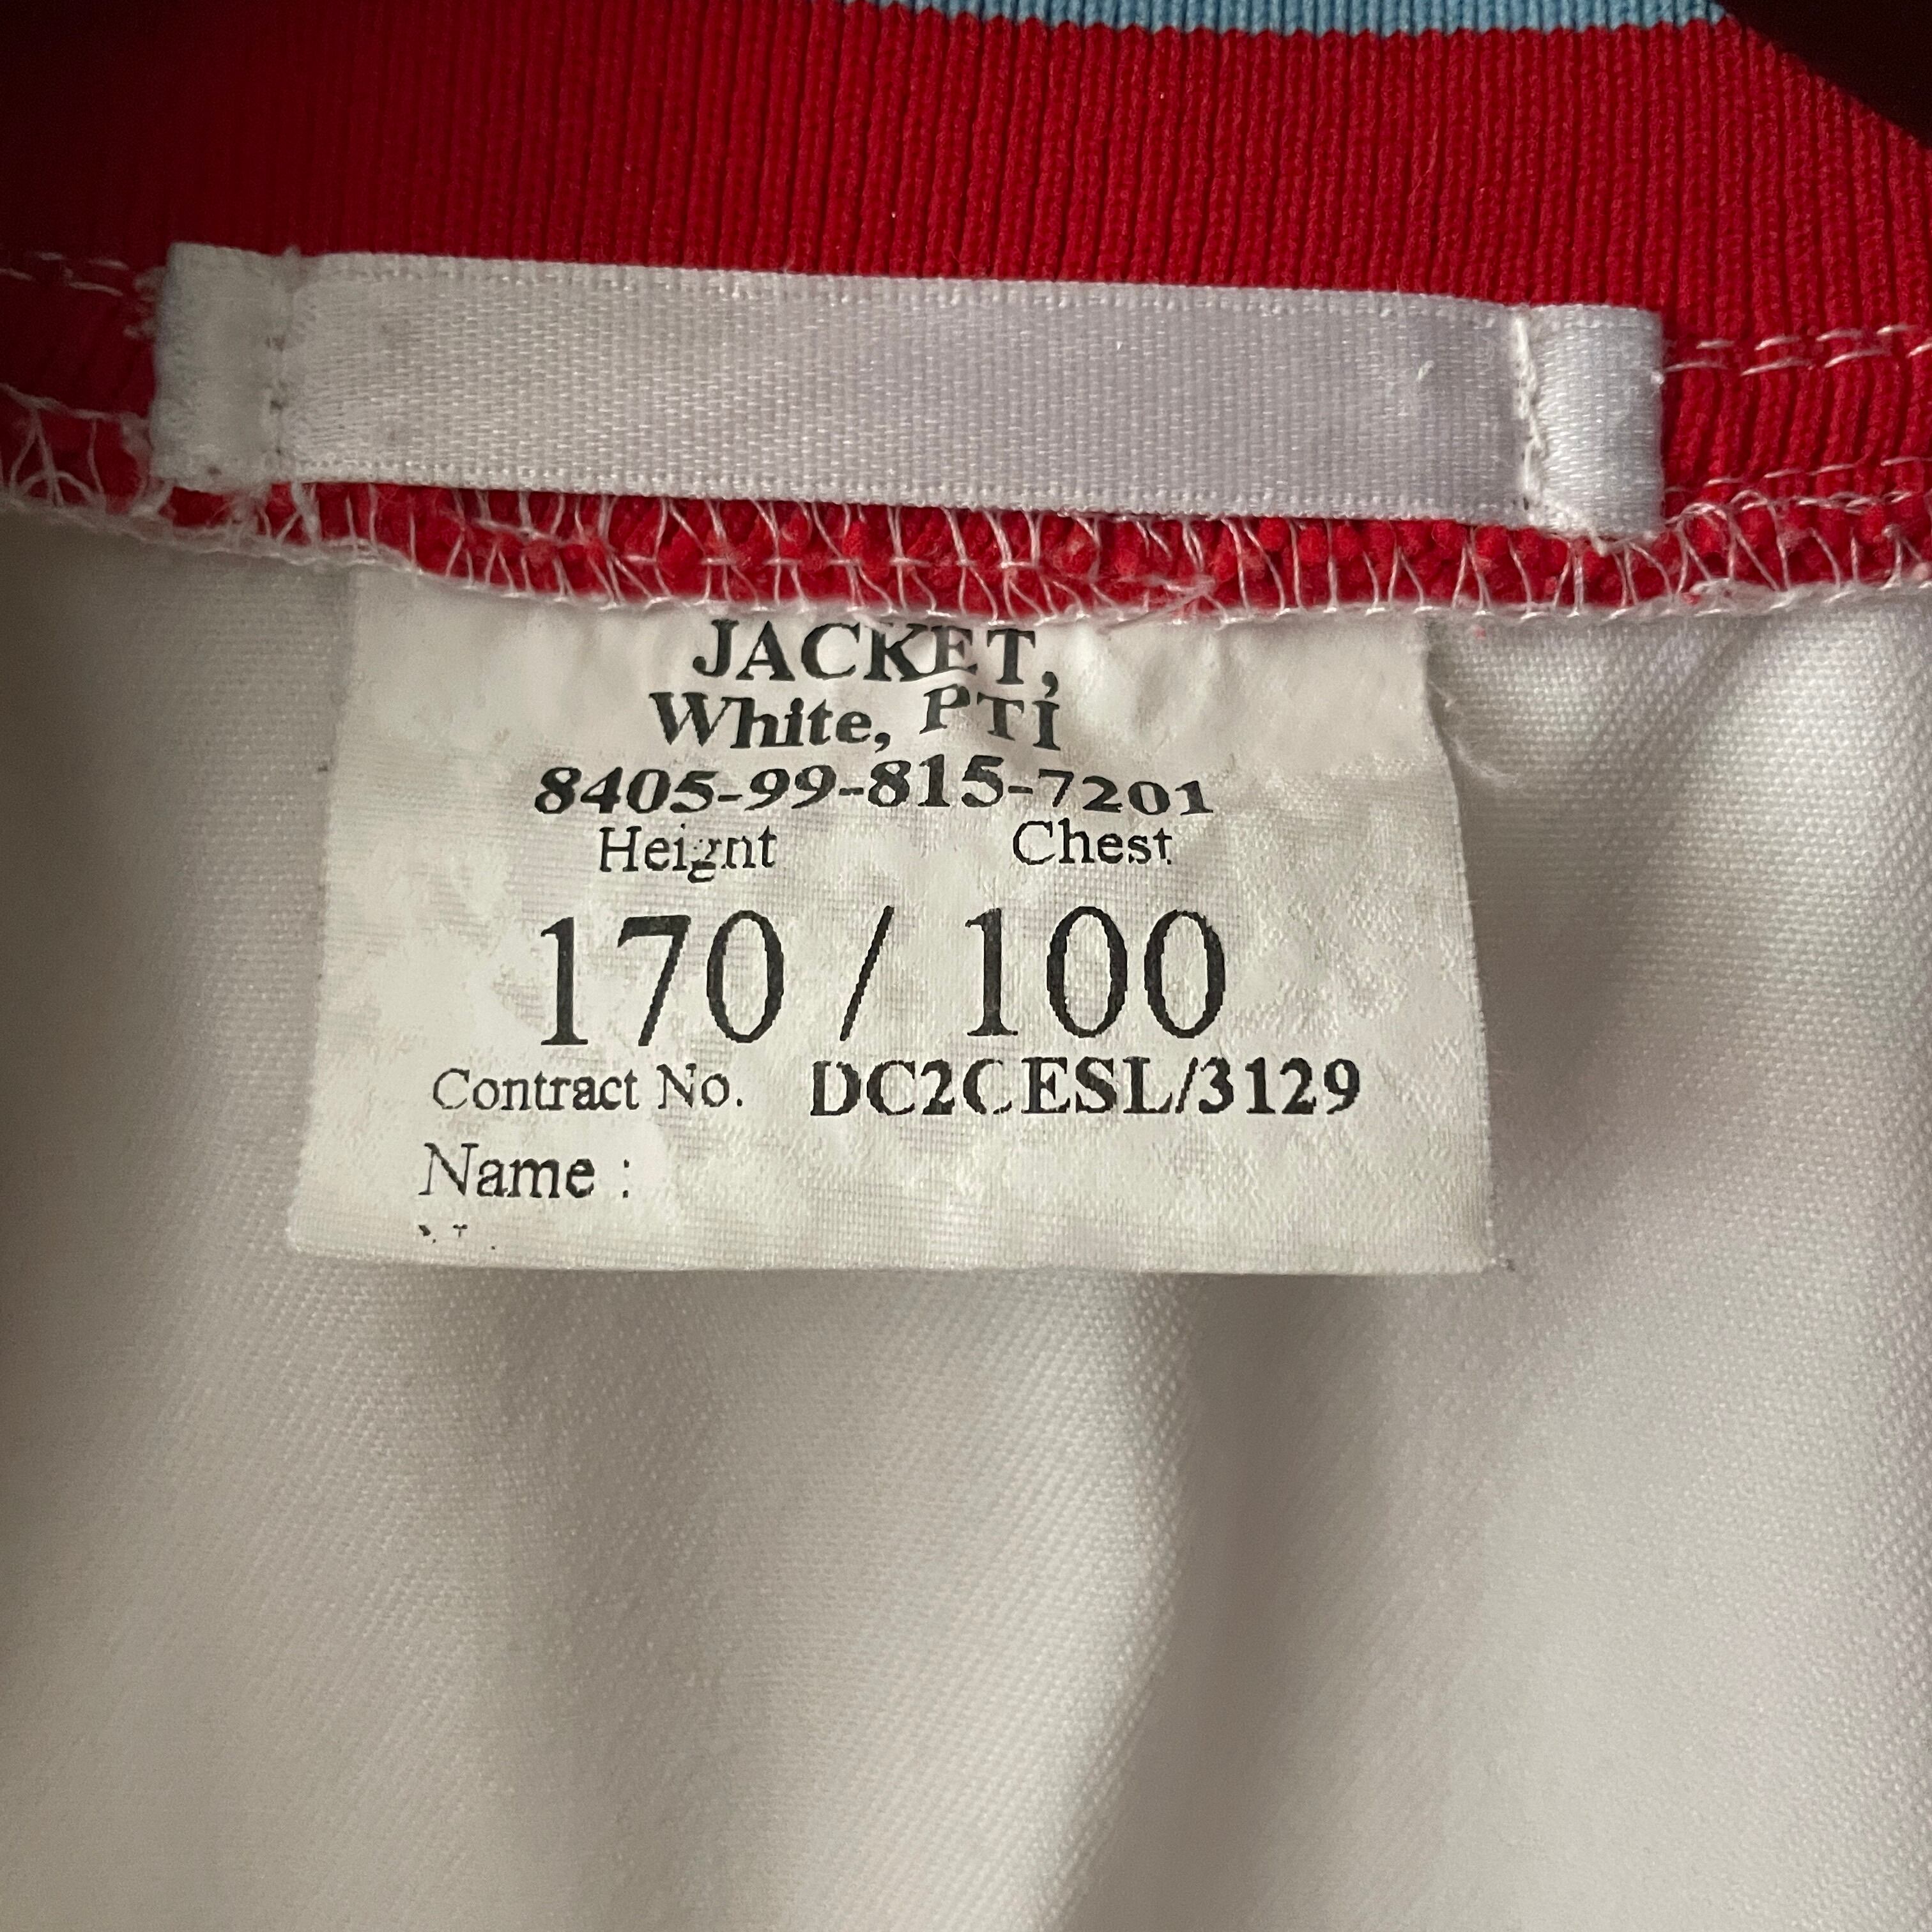 JACKET,
White, PTI
8405-99-815-7201
Height Chest
170 / 100
Contract No. DC2CESL/3129
Name :